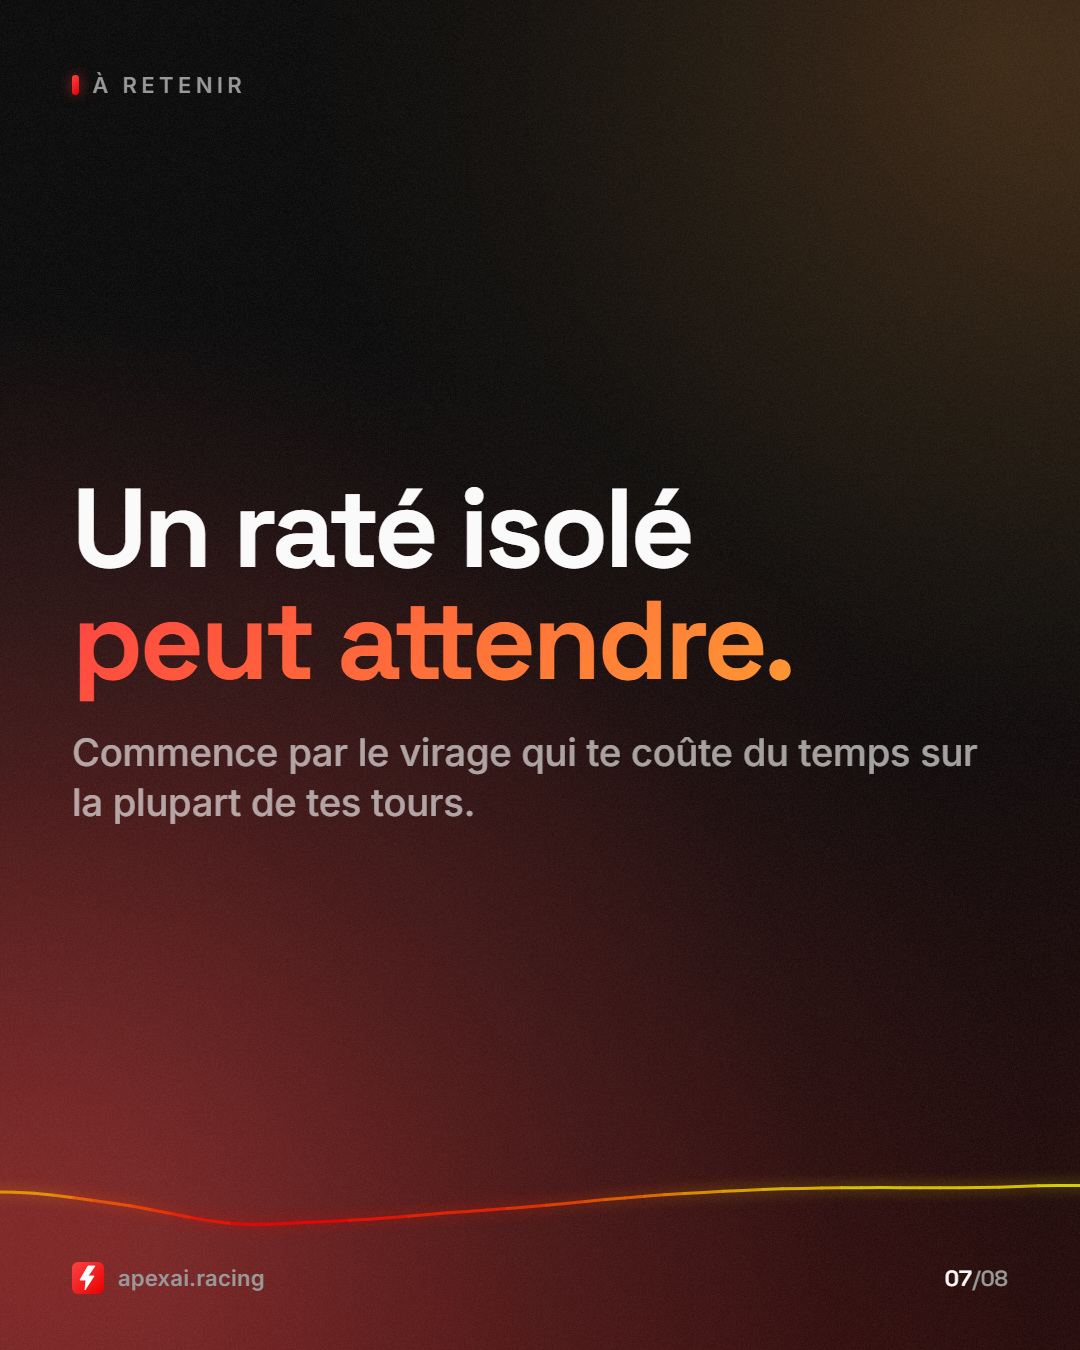 À RETENIR
Un raté isolé
peut attendre.
Commence par le virage qui te coûte du temps sur
la plupart de tes tours.
apexai.racing
07/08